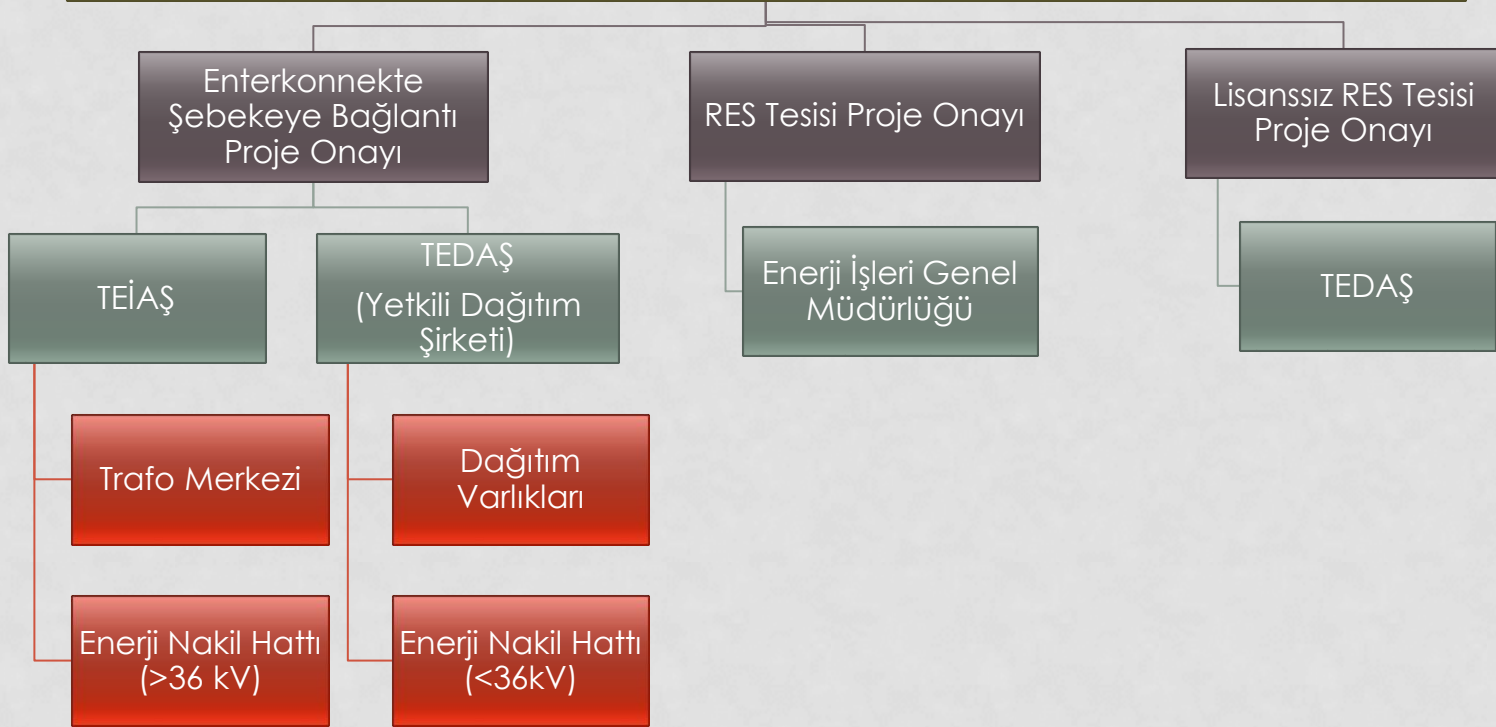 Enterkonnekte
Şebekeye Bağlantı
Proje Onayı
RES Tesisi Proje Onayı
Lisanssız RES Tesisi
Proje Onayı
TEİAŞ
TEDAŞ
(Yetkili Dağıtım
Şirketi)
Enerji İşleri Genel
Müdürlüğü
TEDAŞ
Trafo Merkezi
Dağıtım
Varlıkları
Enerji Nakil Hattı
(>36 kV)
Enerji Nakil Hattı
(<36kV)